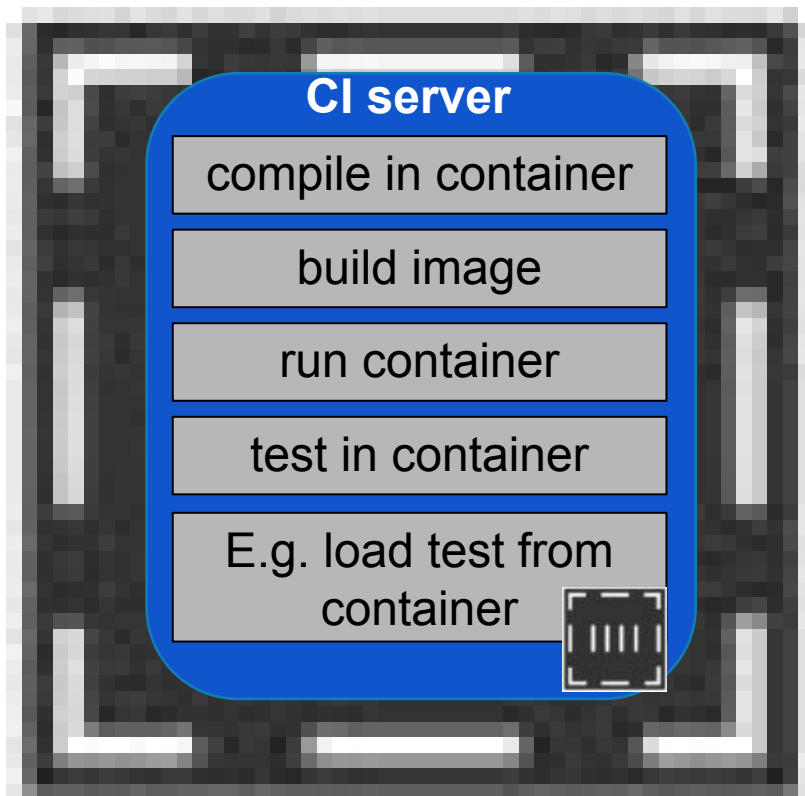 CI server
compile in container
build image
run container
test in container
E.g. load test from
container